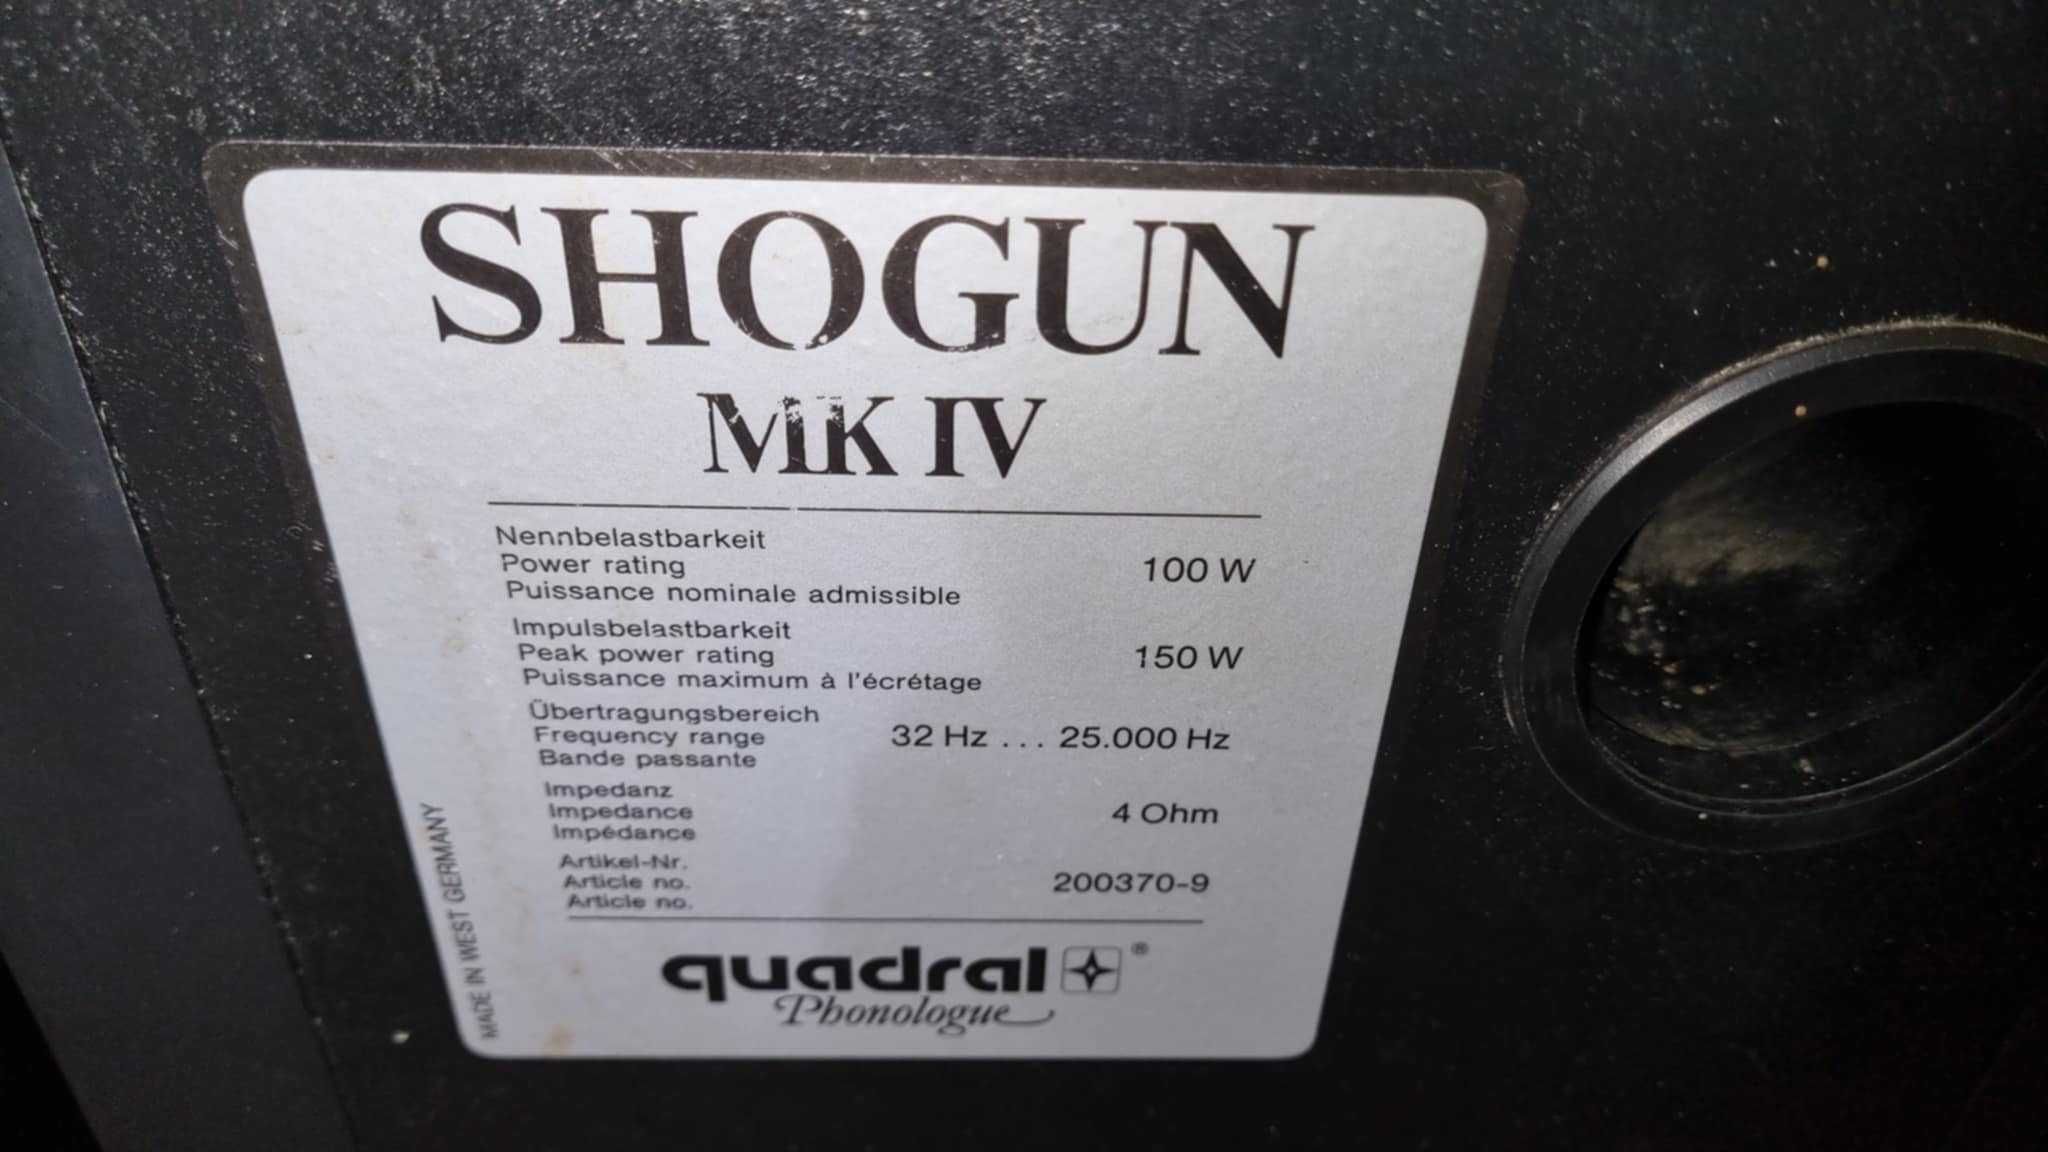 SHOGUN
MK IV
Nennbelastbarkeit
Power rating
Puissance nominale admissible
100 W
Impulsbelastbarkeit
Peak power rating
Puissance maximum à l'écrétage
150 W
Übertragungsbereich
Frequency range
Bande passante
32 Hz ... 25.000 Hz
Impedanz
Impedance
Impédance
4 Ohm
Artikel-Nr.
Article no.
Article no.
200370-9
MADE IN WEST GERMANY
quadral ®
Phonologue